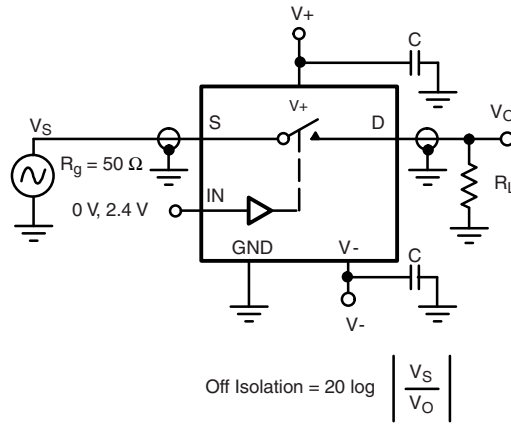 V+
C
V+
VS
S
D
VO
Rg = 50 Ω
RL
0 V, 2.4 V
IN
GND
V-
C
V-
Off Isolation = 20 log | VS / VO |